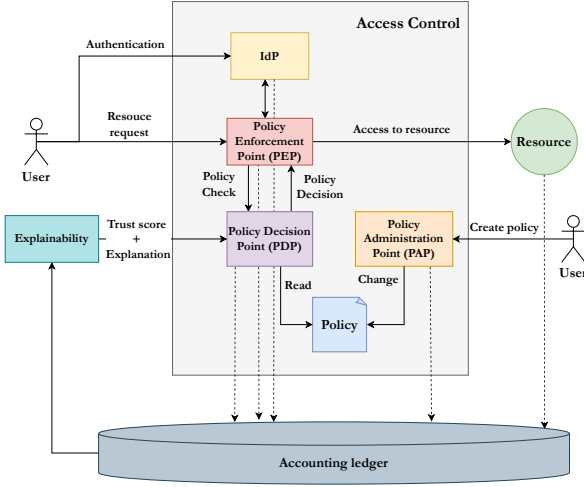 Access Control
Authentication
IdP
Resouce
request
Policy
Enforcement
Point (PEP)
Access to resource
Resource
User
Policy
Check
Policy
Decision
Explainability
Trust score
+
Explanation
Policy Decision
Point (PDP)
Policy
Administration
Point (PAP)
Create policy
User
Read
Change
Policy
Accounting ledger